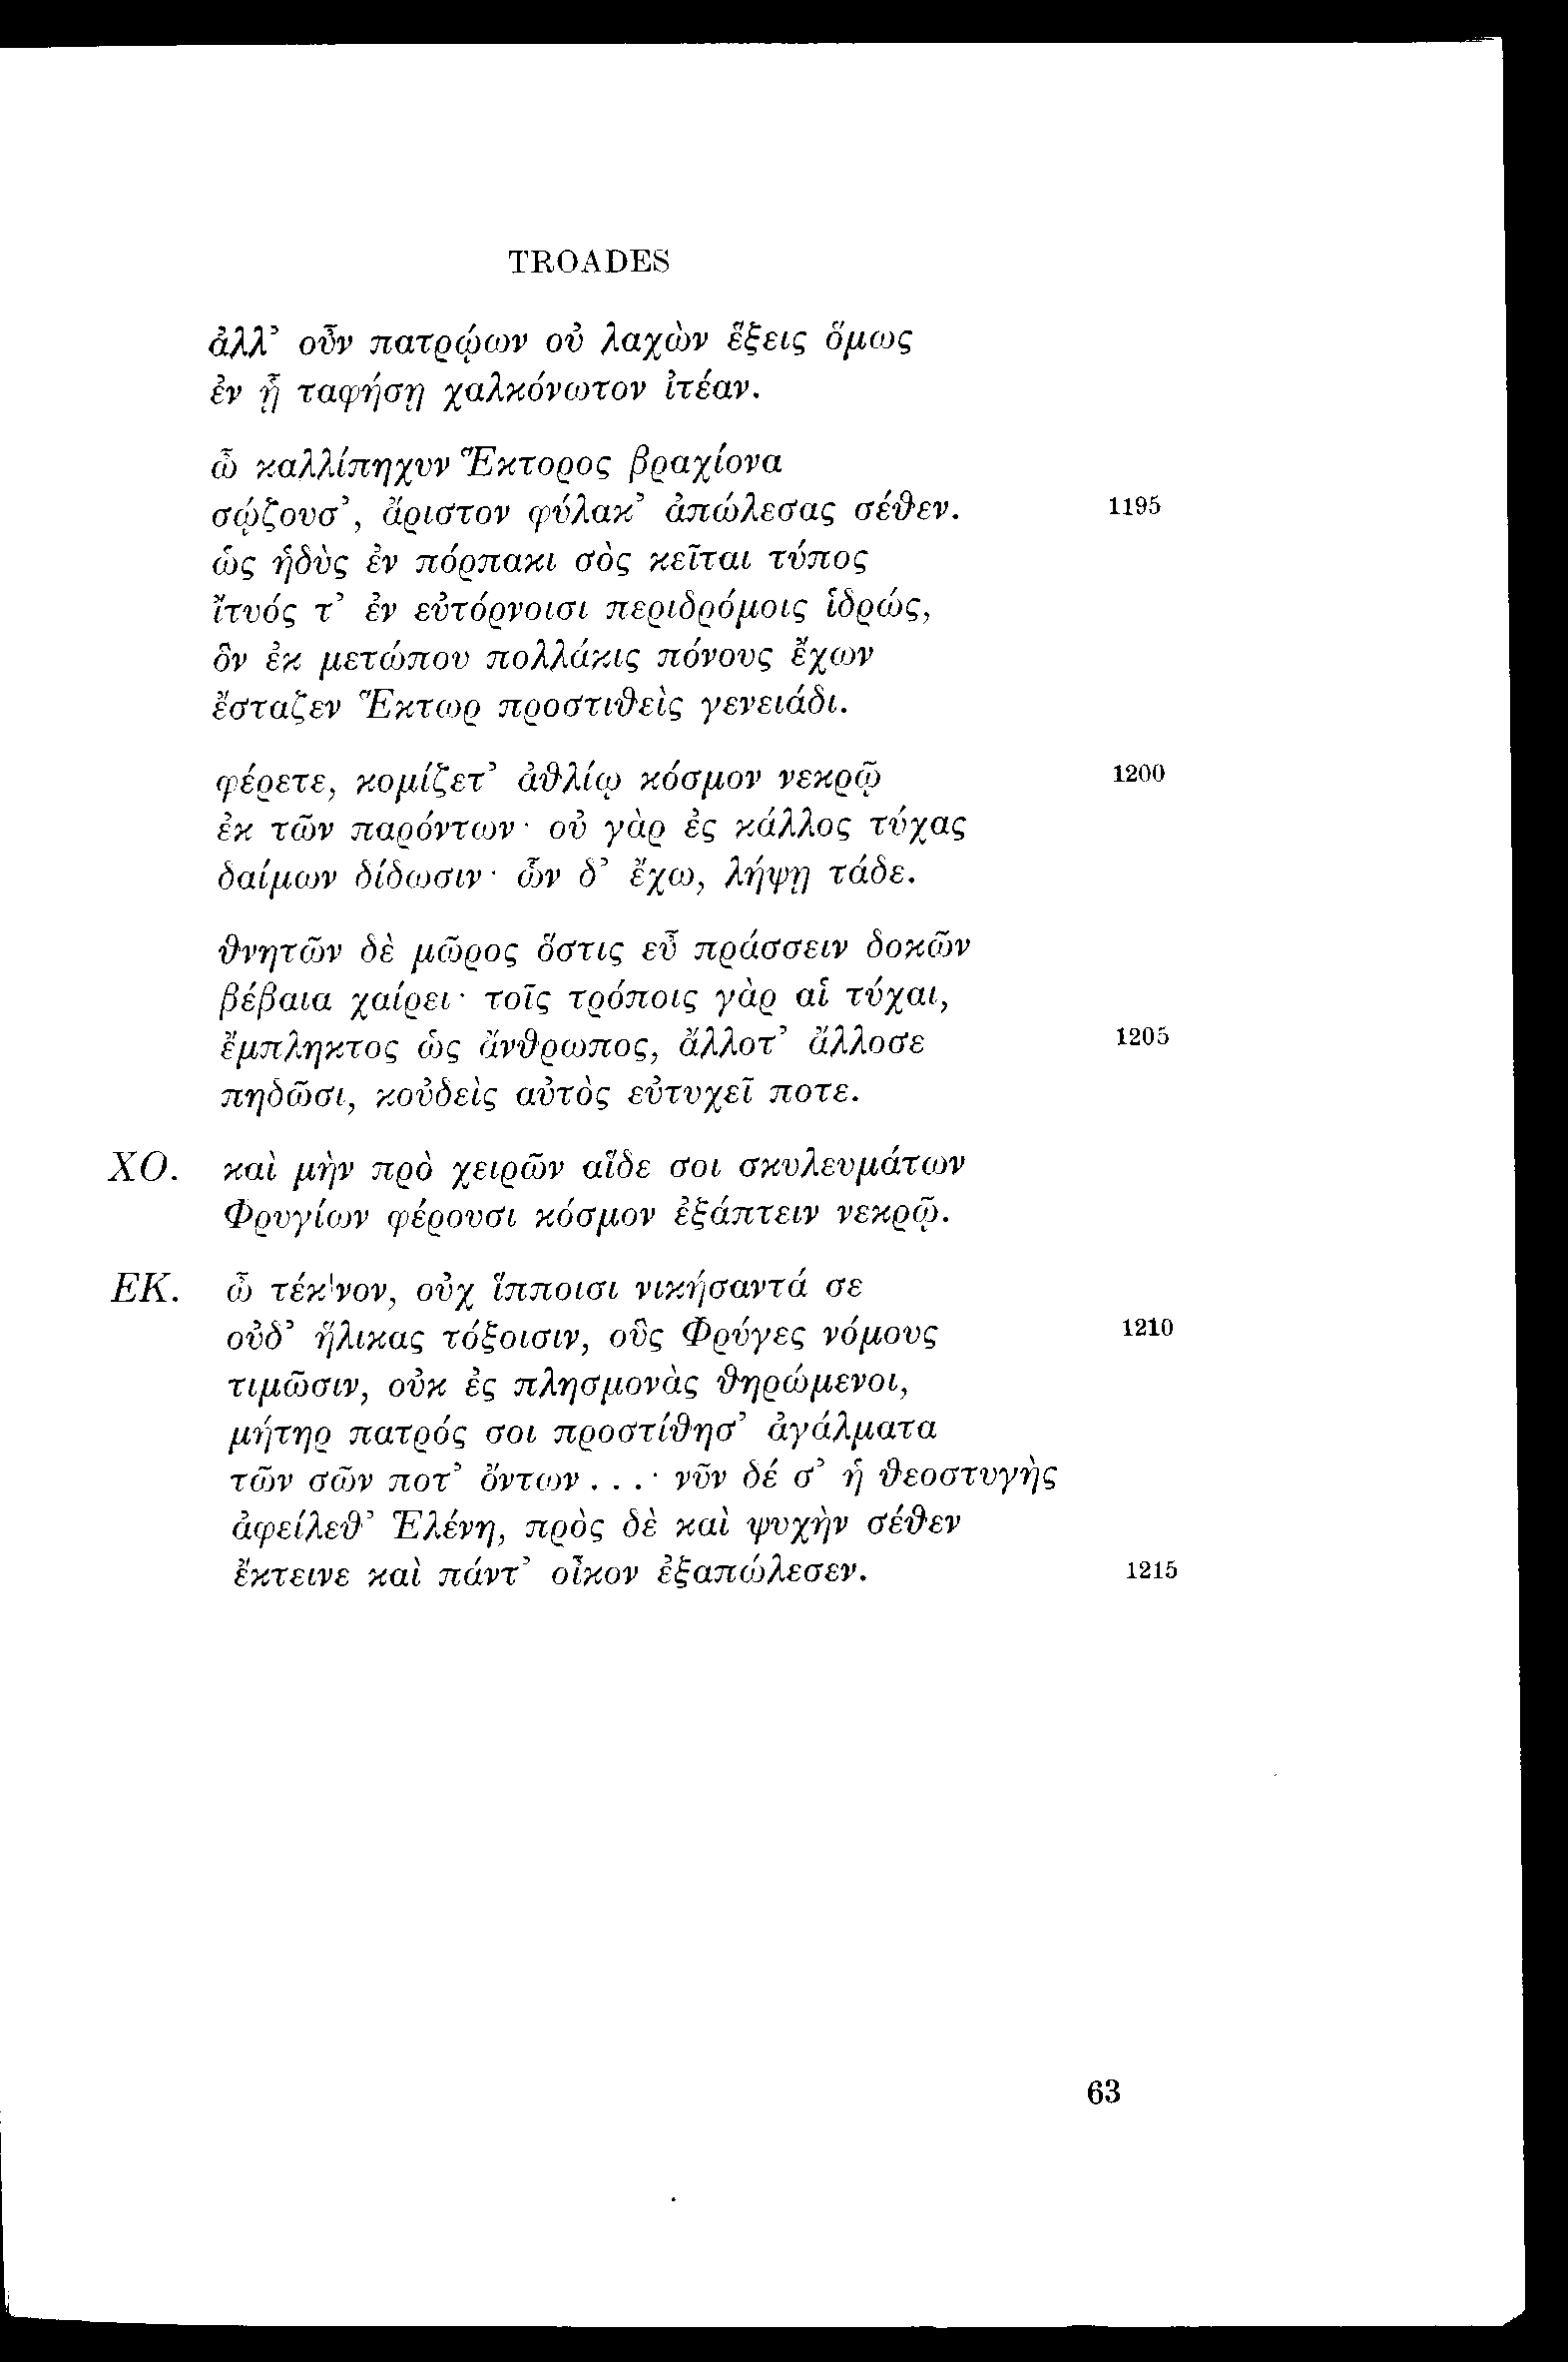 TROADES
ἀλλ’ οὖν πατρῴων οὐ λαχὼν ἕξεις ὅμως
ἐν ᾗ ταφήσῃ χαλκόνωτον ἰτέαν.
ὦ καλλίπηχυν Ἕκτορος βραχίονα
σῴζουσ’, ἄριστον φύλακ’ ἀπώλεσας σέθεν. 1195
ὡς ἡδὺς ἐν πόρπακι σὸς κεῖται τύπος
ἴτυός τ’ ἐν εὐτόρνοισι περιδρόμοις ἱδρώς,
ὃν ἐκ μετώπου πολλάκις πόνους ἔχων
ἔσταζεν Ἕκτωρ προστιθεὶς γενειάδι.
φέρετε, κομίζετ’ ἀθλίῳ κόσμον νεκρῷ 1200
ἐκ τῶν παρόντων· οὐ γὰρ ἐς κάλλος τύχας
δαίμων δίδωσιν· ὧν δ’ ἔχω, λήψῃ τάδε.
θνητῶν δὲ μῶρος ὅστις εὖ πράσσειν δοκῶν
βέβαια χαίρει· τοῖς τρόποις γὰρ αἱ τύχαι,
ἔμπληκτος ὡς ἄνθρωπος, ἄλλοτ’ ἄλλοσε 1205
πηδῶσι, κοὐδεὶς αὐτὸς εὐτυχεῖ ποτε.
ΧΟ. καὶ μὴν πρὸ χειρῶν αἵδε σοι σκυλευμάτων
Φρυγίων φέρουσι κόσμον ἐξάπτειν νεκρῷ.
ΕΚ. ὦ τέκνον, οὐχ ἵπποισι νικήσαντά σε
οὐδ’ ἥλικας τόξοισιν, οὓς Φρύγες νόμους 1210
τιμῶσιν, οὐκ ἐς πλησμονὰς θηρώμενοι,
μήτηρ πατρός σοι προστίθησ’ ἀγάλματα
τῶν σῶν ποτ’ ὄντων . . .· νῦν δέ σ’ ἡ θεοστυγὴς
ἀφείλεθ’ Ἑλένη, πρὸς δὲ καὶ ψυχὴν σέθεν
ἔκτεινε καὶ πάντ’ οἶκον ἐξαπώλεσεν. 1215
63